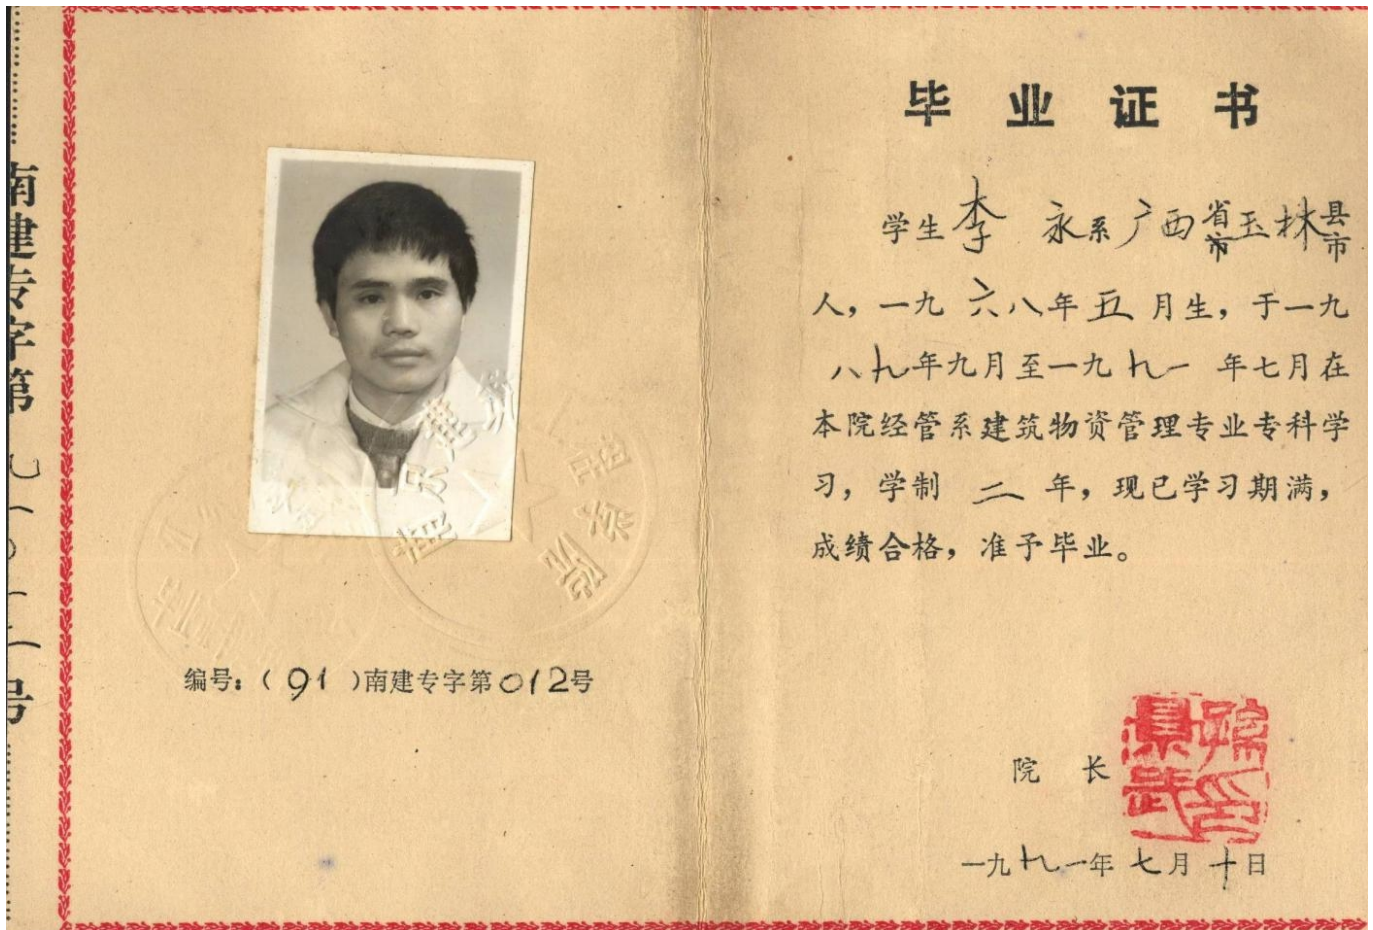 南建专字第
号
编号：（91）南建专字第012号
毕业证书
学生李永系广西省市玉林县市
人，一九六八年五月生，于一九
八九年九月至一九九一年七月在
本院经管系建筑物资管理专业专科学
习，学制二年，现已学习期满，
成绩合格，准予毕业。
院长
一九九一年七月十日